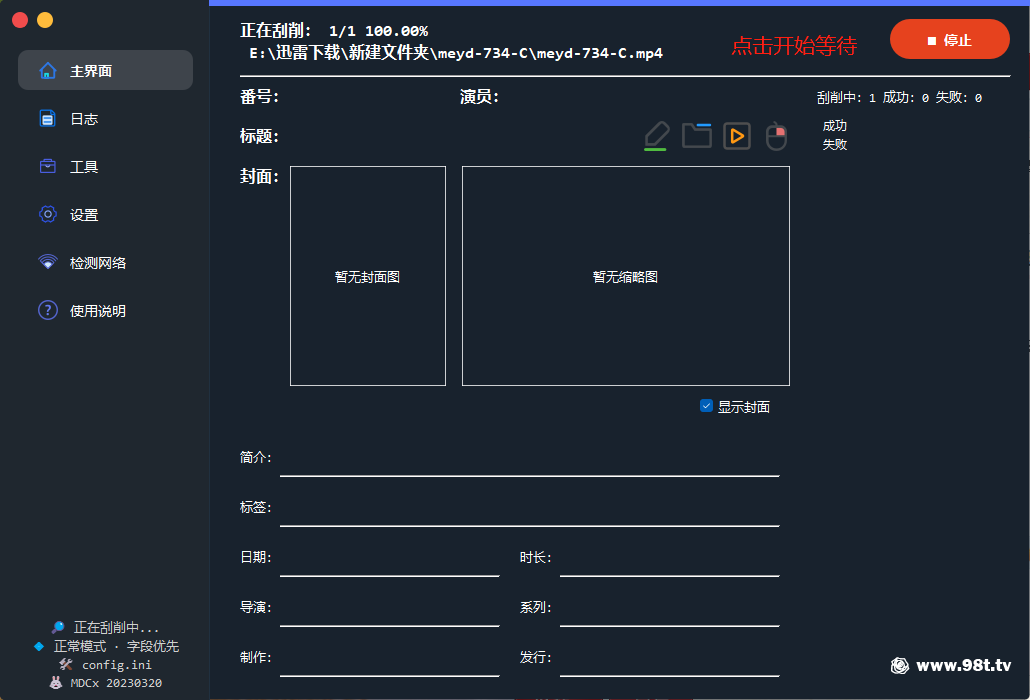 正在刮削: 1/1 100.00%
E:\迅雷下载\新建文件夹\meyd-734-C\meyd-734-C.mp4
点击开始等待
停止
主界面
日志
工具
设置
检测网络
使用说明
番号:
演员:
刮削中: 1 成功: 0 失败: 0
成功
失败
标题:
封面:
暂无封面图
暂无缩略图
显示封面
简介:
标签:
日期:
时长:
导演:
系列:
制作:
发行:
正在刮削中...
正常模式 · 字段优先
config.ini
MDCx 20230320
www.98t.tv